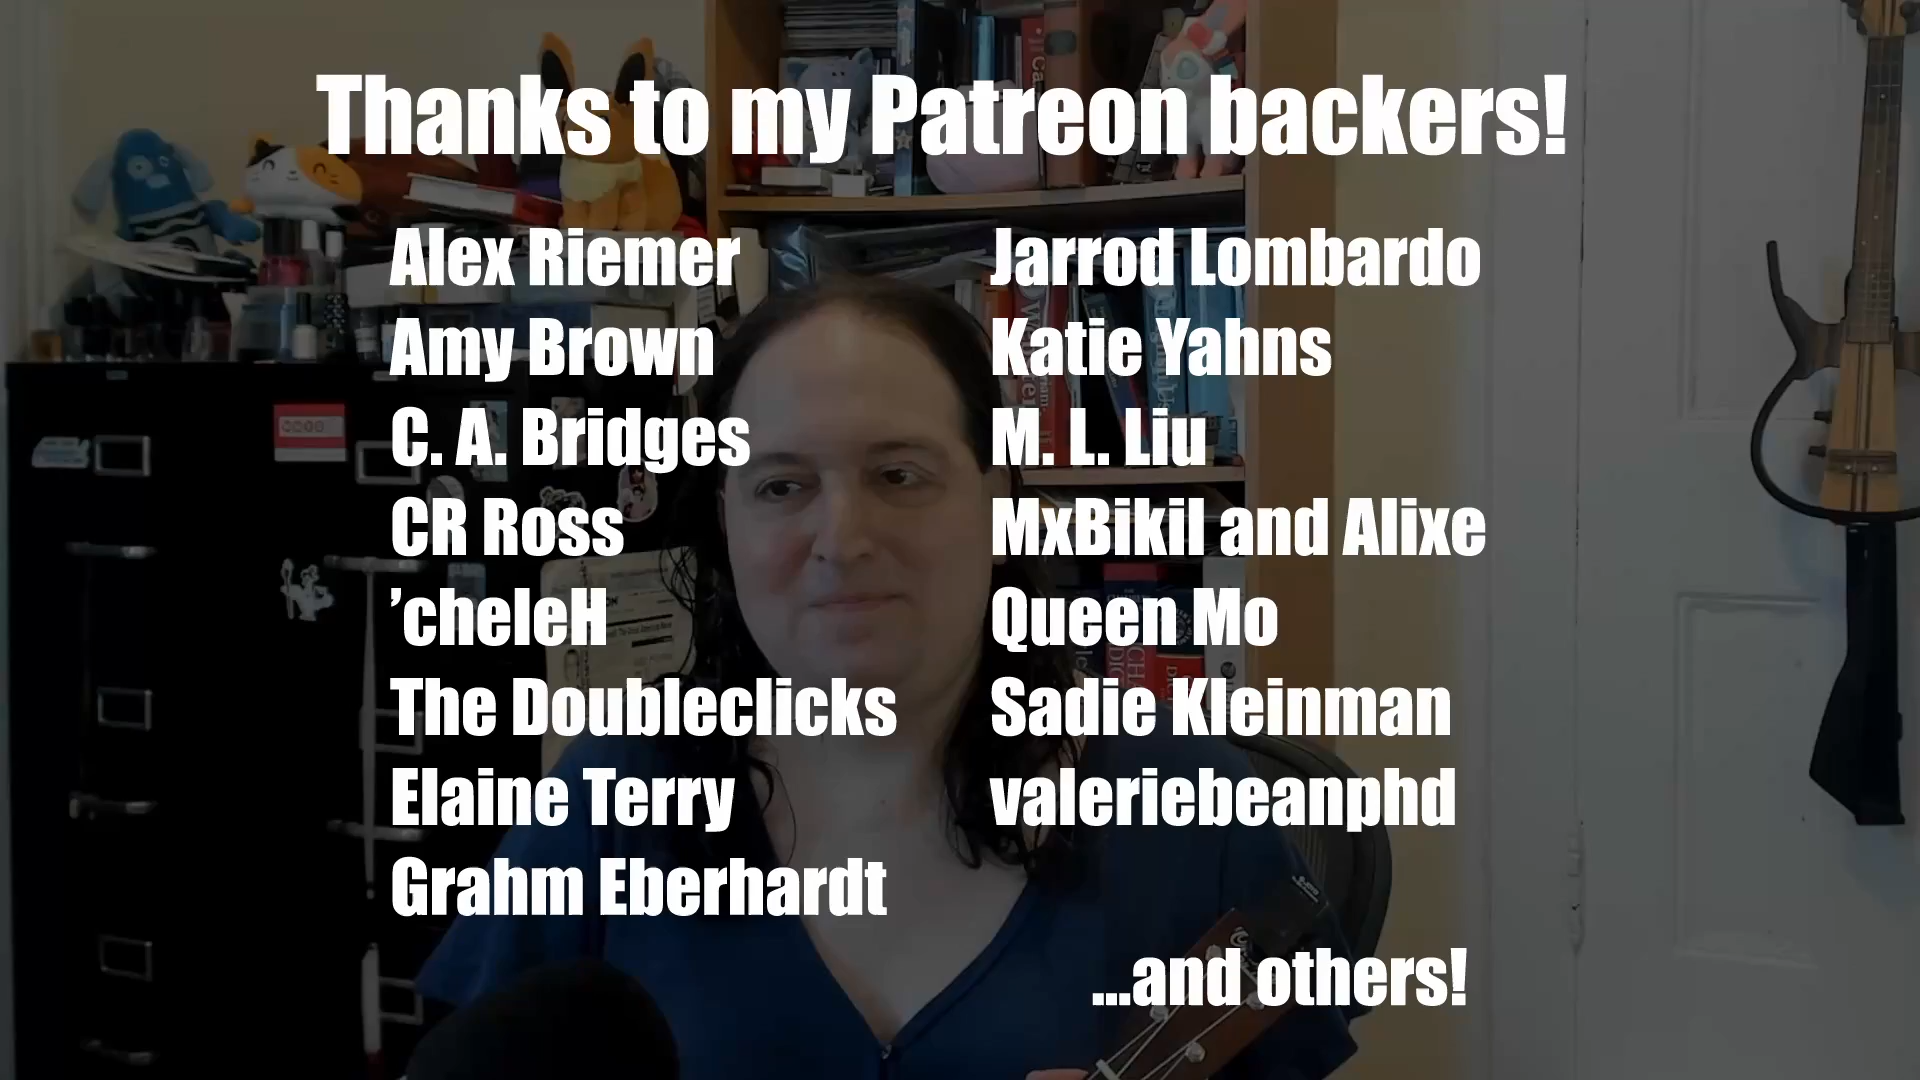 Thanks to my Patreon backers!
Alex Riemer
Amy Brown
C. A. Bridges
CR Ross
’cheleH
The Doubleclicks
Elaine Terry
Grahm Eberhardt
Jarrod Lombardo
Katie Yahns
M. L. Liu
MxBikil and Alixe
Queen Mo
Sadie Kleinman
valeriebeanphd
...and others!